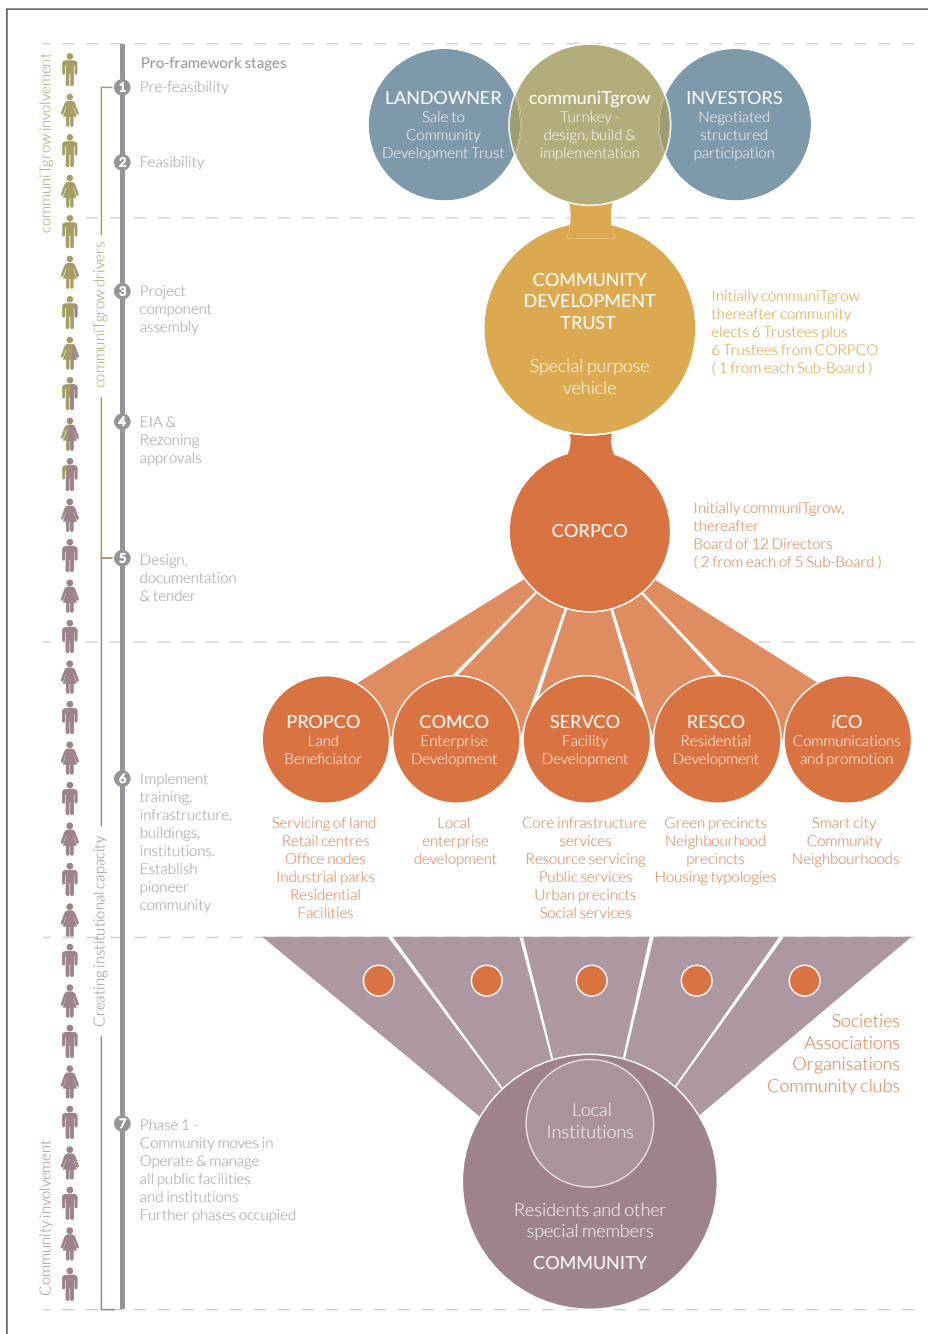 communiTgrow involvement
communiTgrow drivers
Creating institutional capacity
Community involvement
Pro-framework stages
1 Pre-feasibility
2 Feasibility
3 Project
component
assembly
4 EIA &
Rezoning
approvals
5 Design,
documentation
& tender
6 Implement
training,
infrastructure,
buildings,
institutions.
Establish
pioneer
community
7 Phase 1 -
Community moves in
Operate & manage
all public facilities
and institutions
Further phases occupied
LANDOWNER
Sale to
Community
Development Trust
communiTgrow
Turnkey -
design, build &
implementation
INVESTORS
Negotiated
structured
participation
COMMUNITY
DEVELOPMENT
TRUST
Special purpose
vehicle
Initially communiTgrow
thereafter community
elects 6 Trustees plus
6 Trustees from CORPCO
( 1 from each Sub-Board )
CORPCO
Initially communiTgrow,
thereafter
Board of 12 Directors
( 2 from each of 5 Sub-Board )
PROPCO
Land
Beneficiator
COMCO
Enterprise
Development
SERVCO
Facility
Development
RESCO
Residential
Development
iCO
Communications
and promotion
Servicing of land
Retail centres
Office nodes
Industrial parks
Residential
Facilities
Local
enterprise
development
Core infrastructure
services
Resource servicing
Public services
Urban precincts
Social services
Green precincts
Neighbourhood
precincts
Housing typologies
Smart city
Community
Neighbourhoods
Societies
Associations
Organisations
Community clubs
Local
Institutions
Residents and other
special members
COMMUNITY